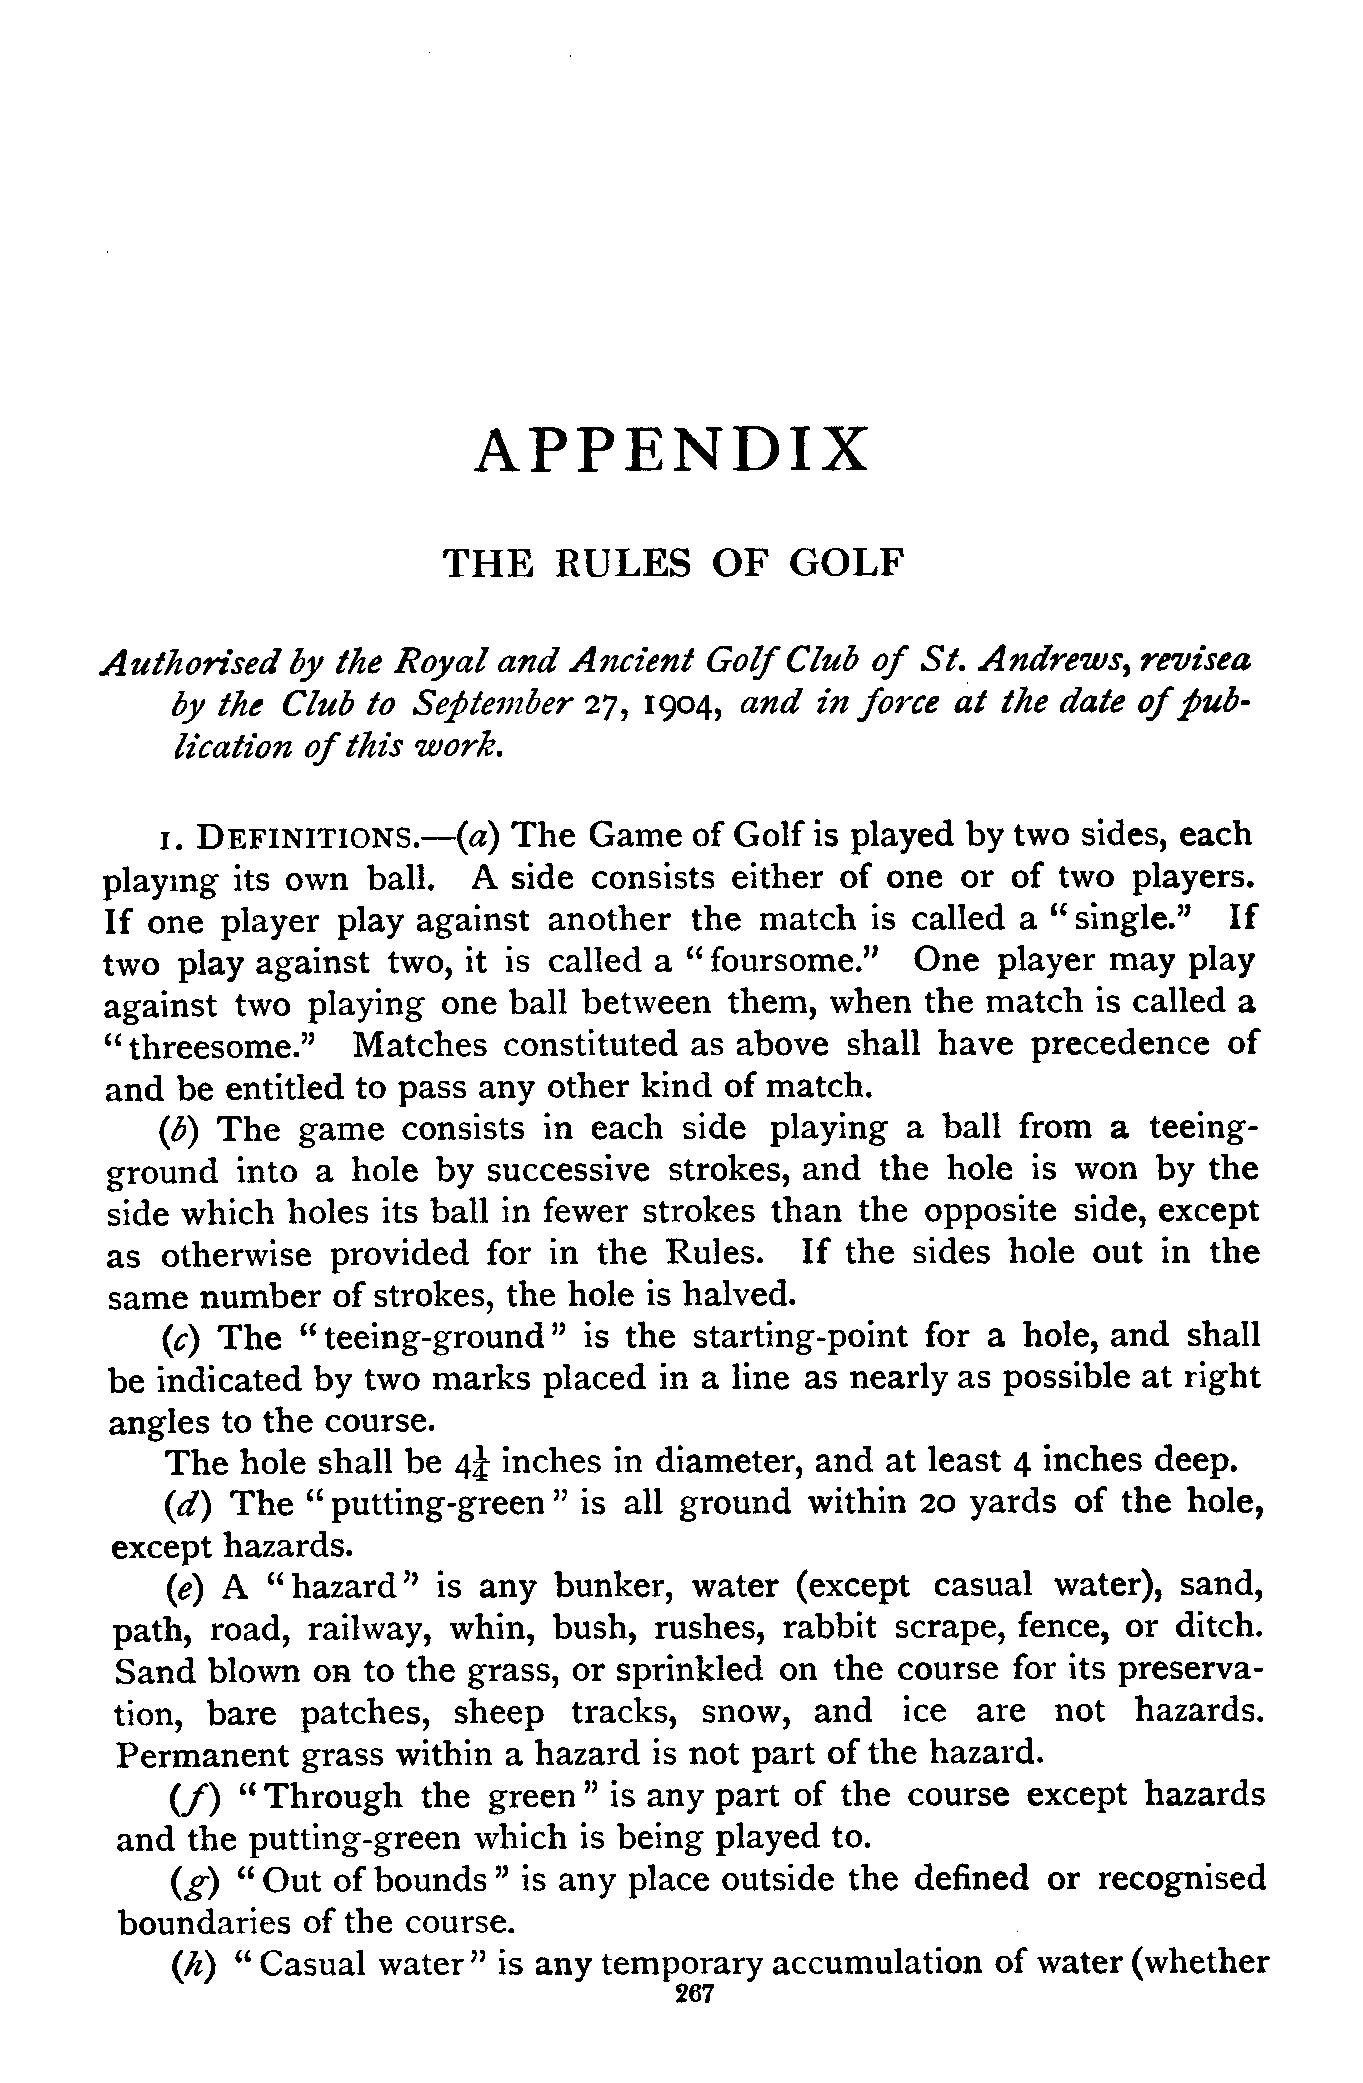 APPENDIX
THE RULES OF GOLF
Authorised by the Royal and Ancient Golf Club of St. Andrews, revisea
by the Club to September 27, 1904, and in force at the date of pub-
lication of this work.
1. DEFINITIONS.—(a) The Game of Golf is played by two sides, each
playing its own ball. A side consists either of one or of two players.
If one player play against another the match is called a “single.” If
two play against two, it is called a “foursome.” One player may play
against two playing one ball between them, when the match is called a
“threesome.” Matches constituted as above shall have precedence of
and be entitled to pass any other kind of match.
(b) The game consists in each side playing a ball from a teeing-
ground into a hole by successive strokes, and the hole is won by the
side which holes its ball in fewer strokes than the opposite side, except
as otherwise provided for in the Rules. If the sides hole out in the
same number of strokes, the hole is halved.
(c) The “teeing-ground” is the starting-point for a hole, and shall
be indicated by two marks placed in a line as nearly as possible at right
angles to the course.
The hole shall be 4¼ inches in diameter, and at least 4 inches deep.
(d) The “putting-green” is all ground within 20 yards of the hole,
except hazards.
(e) A “hazard” is any bunker, water (except casual water), sand,
path, road, railway, whin, bush, rushes, rabbit scrape, fence, or ditch.
Sand blown on to the grass, or sprinkled on the course for its preserva-
tion, bare patches, sheep tracks, snow, and ice are not hazards.
Permanent grass within a hazard is not part of the hazard.
(f) “Through the green” is any part of the course except hazards
and the putting-green which is being played to.
(g) “Out of bounds” is any place outside the defined or recognised
boundaries of the course.
(h) “Casual water” is any temporary accumulation of water (whether
267